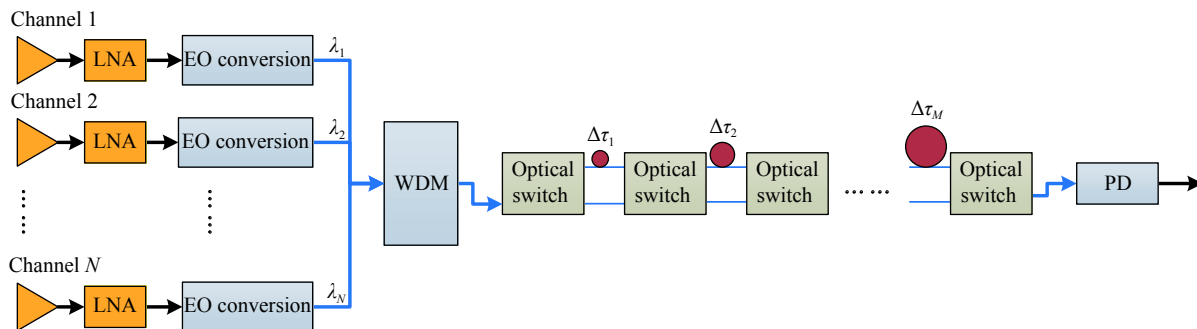 Channel 1
LNA
EO conversion
λ1
Channel 2
LNA
EO conversion
λ2
WDM
Optical switch
Δτ1
Optical switch
Δτ2
Optical switch
……
ΔτM
Optical switch
PD
Channel N
LNA
EO conversion
λN